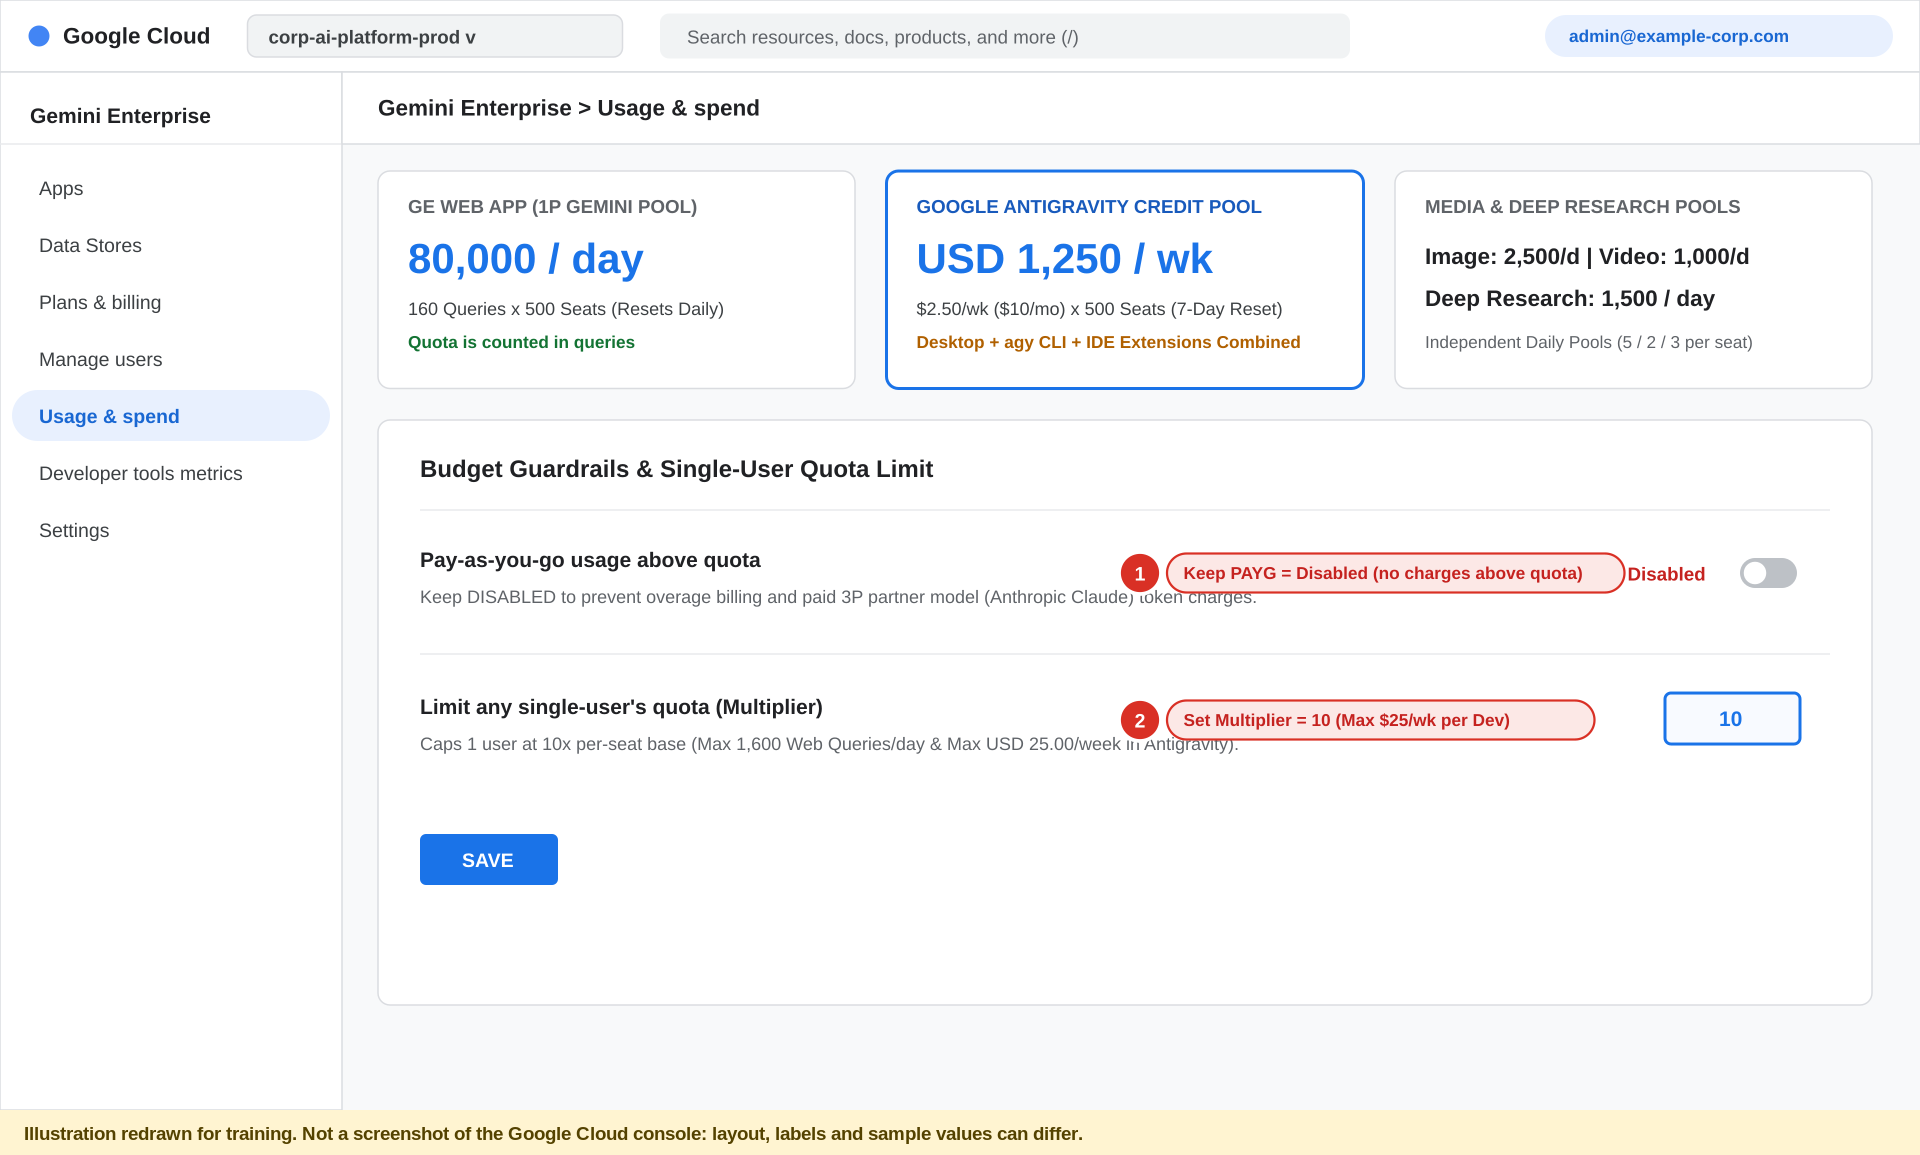 Google Cloud
corp-ai-platform-prod v
Search resources, docs, products, and more (/)
admin@example-corp.com
Gemini Enterprise
Gemini Enterprise > Usage & spend
Apps
Data Stores
Plans & billing
Manage users
Usage & spend
Developer tools metrics
Settings
GE WEB APP (1P GEMINI POOL)
80,000 / day
160 Queries x 500 Seats (Resets Daily)
Quota is counted in queries
GOOGLE ANTIGRAVITY CREDIT POOL
USD 1,250 / wk
$2.50/wk ($10/mo) x 500 Seats (7-Day Reset)
Desktop + agy CLI + IDE Extensions Combined
MEDIA & DEEP RESEARCH POOLS
Image: 2,500/d | Video: 1,000/d
Deep Research: 1,500 / day
Independent Daily Pools (5 / 2 / 3 per seat)
Budget Guardrails & Single-User Quota Limit
Pay-as-you-go usage above quota
1
Keep PAYG = Disabled (no charges above quota)
Disabled
Keep DISABLED to prevent overage billing and paid 3P partner model (Anthropic Claude) token charges.
Limit any single-user's quota (Multiplier)
2
Set Multiplier = 10 (Max $25/wk per Dev)
10
Caps 1 user at 10x per-seat base (Max 1,600 Web Queries/day & Max USD 25.00/week in Antigravity).
SAVE
Illustration redrawn for training. Not a screenshot of the Google Cloud console: layout, labels and sample values can differ.